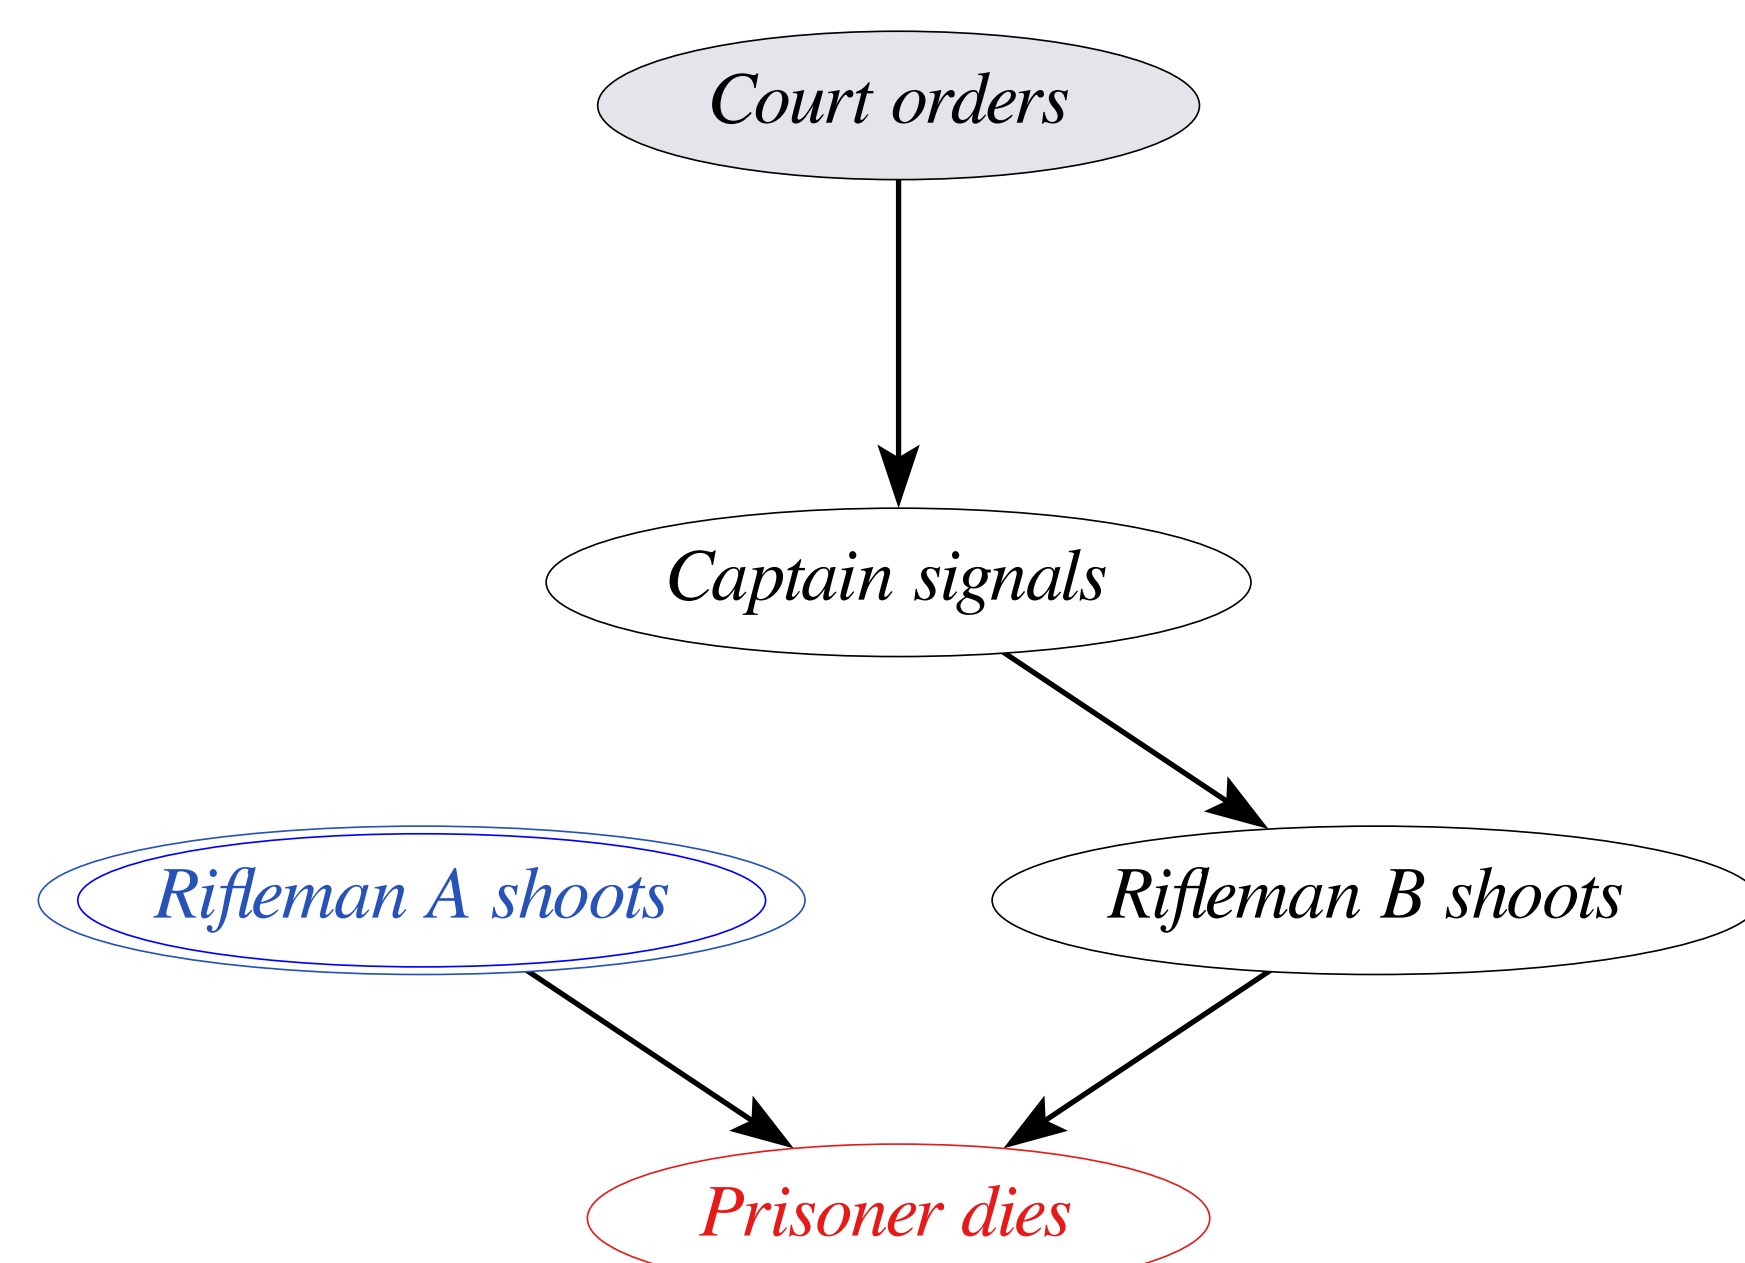 Court orders
Captain signals
Rifleman A shoots
Rifleman B shoots
Prisoner dies